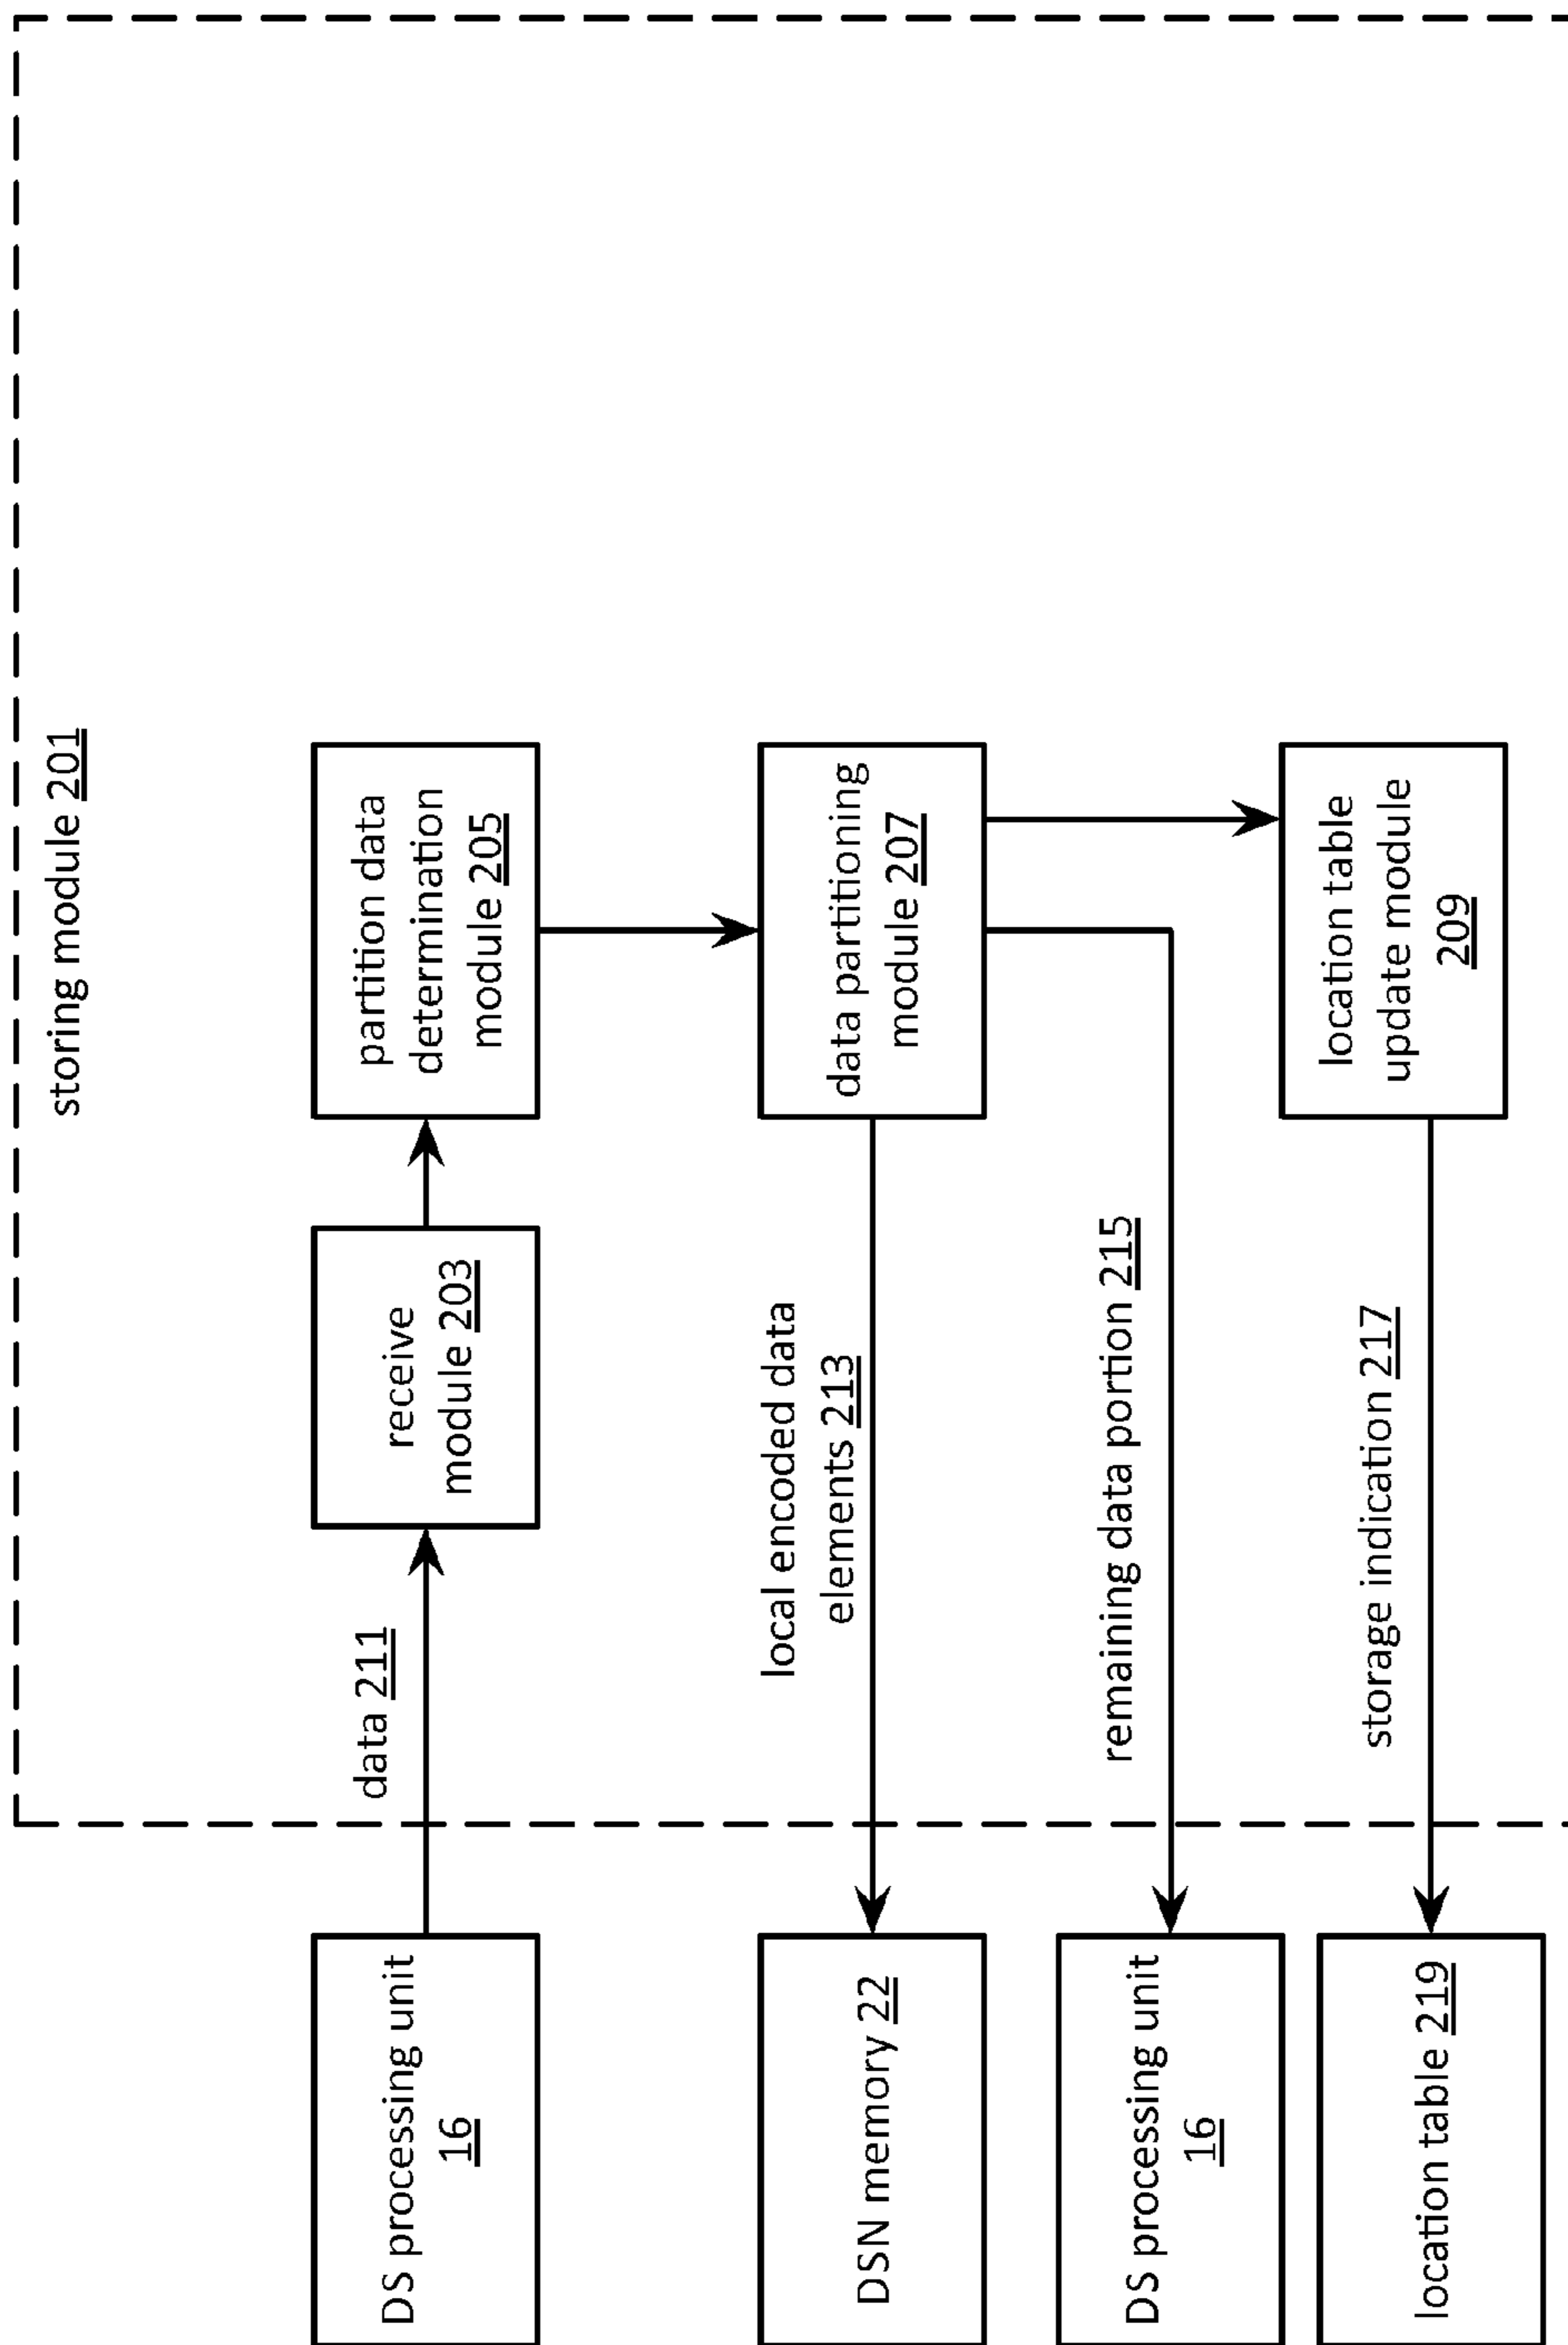 storing module 201
DS processing unit
16
data 211
receive
module 203
partition data
determination
module 205
DSN memory 22
local encoded data
elements 213
data partitioning
module 207
DS processing unit
16
remaining data portion 215
location table 219
storage indication 217
location table
update module
209